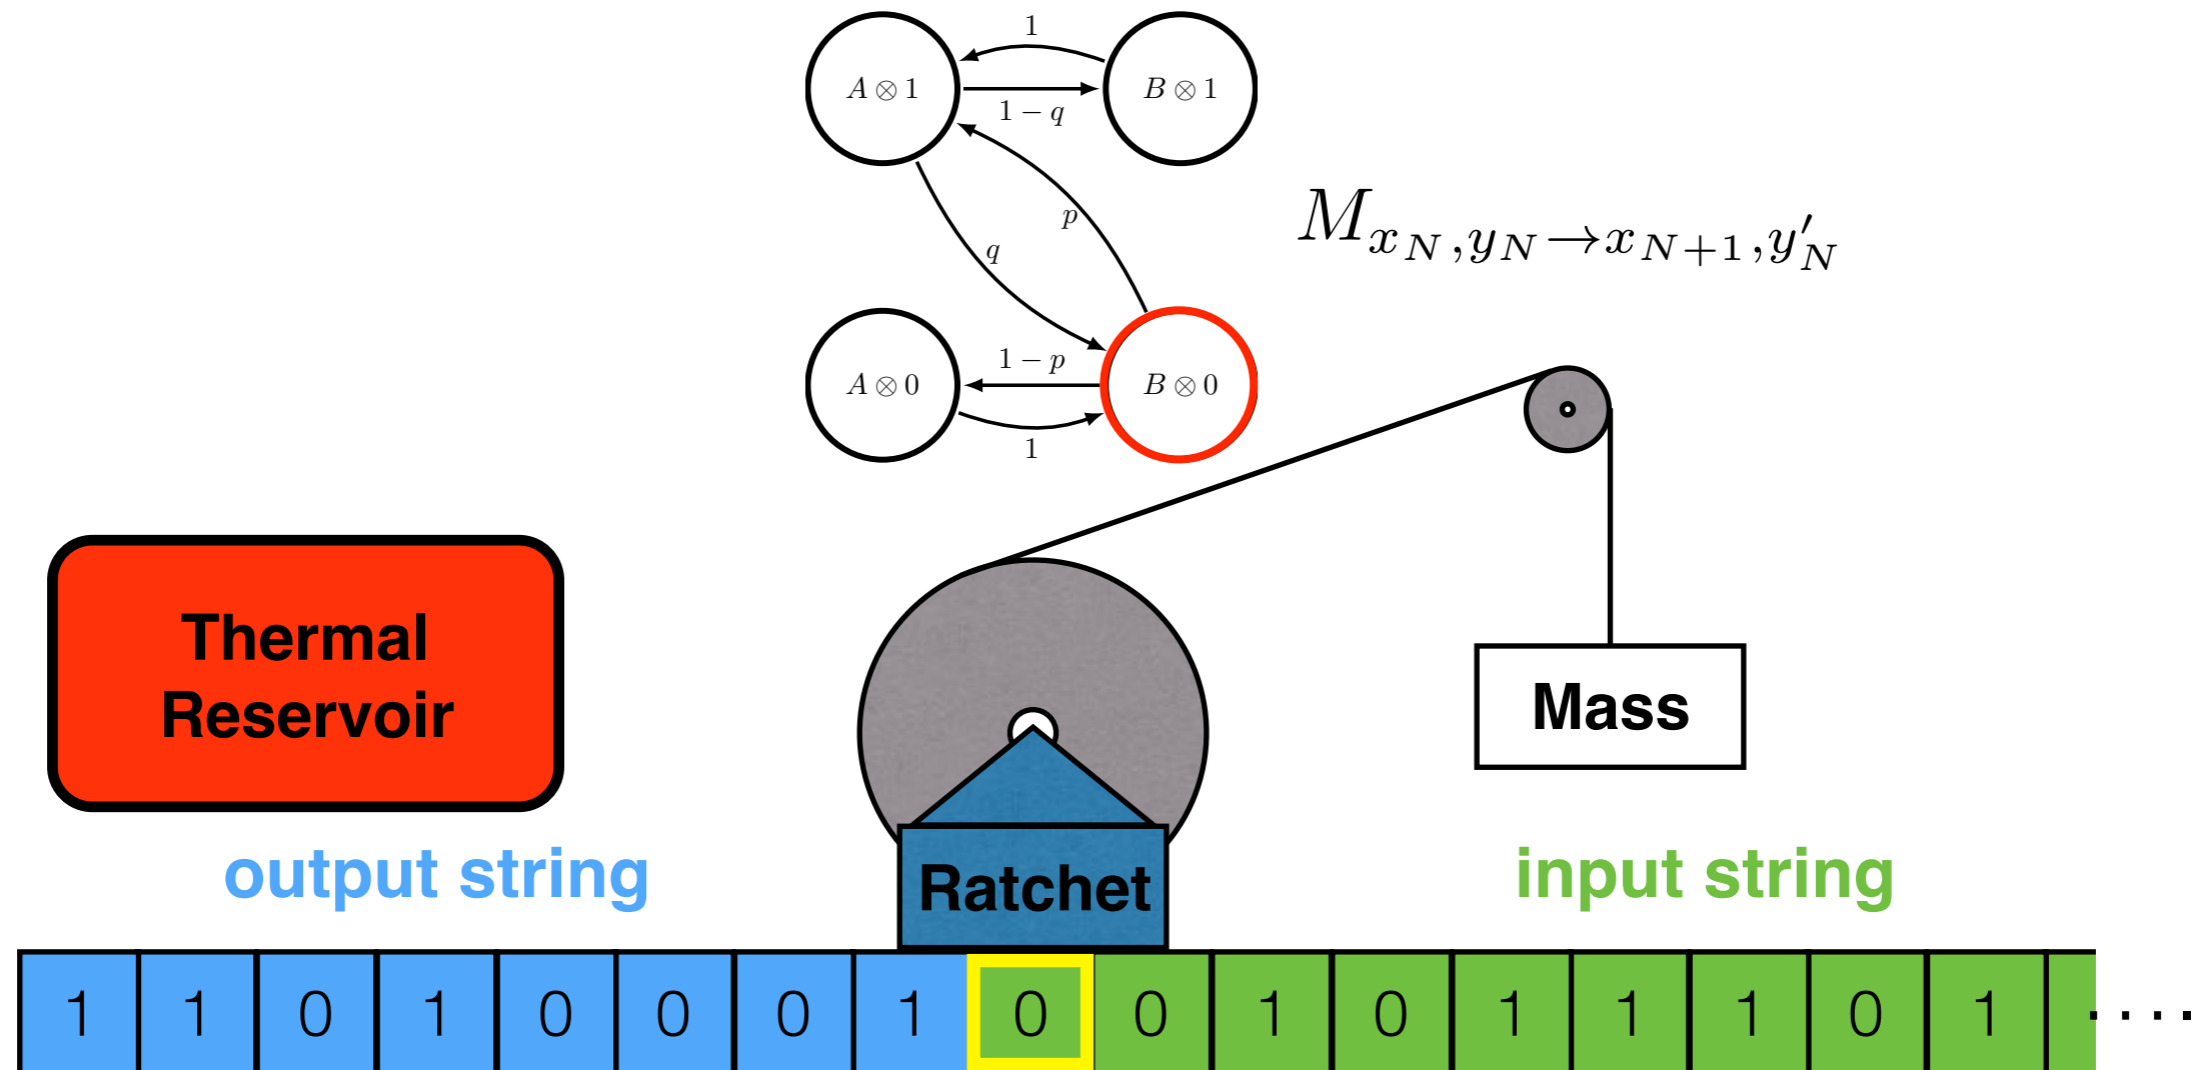 1
A ⊗ 1
B ⊗ 1
1 − q
p
q
M_{x_N, y_N → x_{N+1}, y'_N}
1 − p
A ⊗ 0
B ⊗ 0
1
Thermal
Reservoir
Mass
output string
Ratchet
input string
1 1 0 1 0 0 0 1 0 0 1 0 1 1 1 0 1 ....